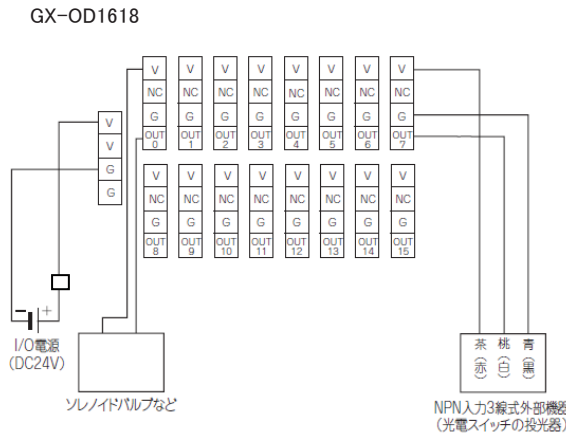 GX-OD1618
V V V V V V V V
NC NC NC NC NC NC NC NC
G G G G G G G G
OUT 0 OUT 1 OUT 2 OUT 3 OUT 4 OUT 5 OUT 6 OUT 7
V
V
G
G
V V V V V V V V
NC NC NC NC NC NC NC NC
G G G G G G G G
OUT 8 OUT 9 OUT 10 OUT 11 OUT 12 OUT 13 OUT 14 OUT 15
- +
I/O電源
(DC24V)
ソレノイドバルブなど
茶 桃 青
(赤) (白) (黒)
NPN入力3線式外部機器
(光電スイッチの投光器)